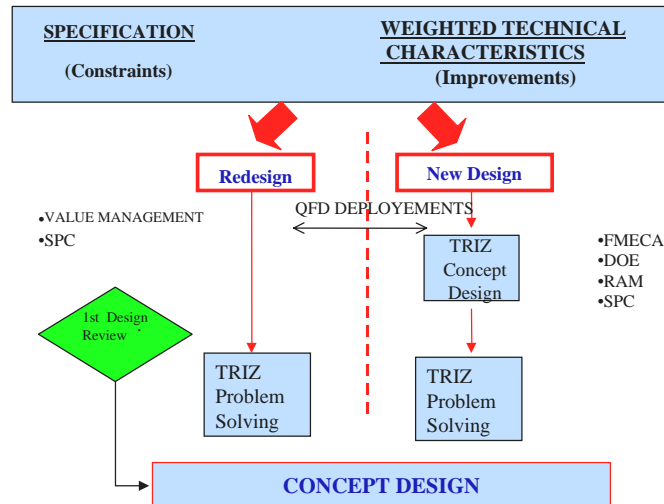 SPECIFICATION
(Constraints)
WEIGHTED TECHNICAL
CHARACTERISTICS
(Improvements)
Redesign
New Design
QFD DEPLOYEMENTS
•VALUE MANAGEMENT
•SPC
TRIZ
Concept
Design
•FMECA
•DOE
•RAM
•SPC
1st Design
Review
TRIZ
Problem
Solving
TRIZ
Problem
Solving
CONCEPT DESIGN